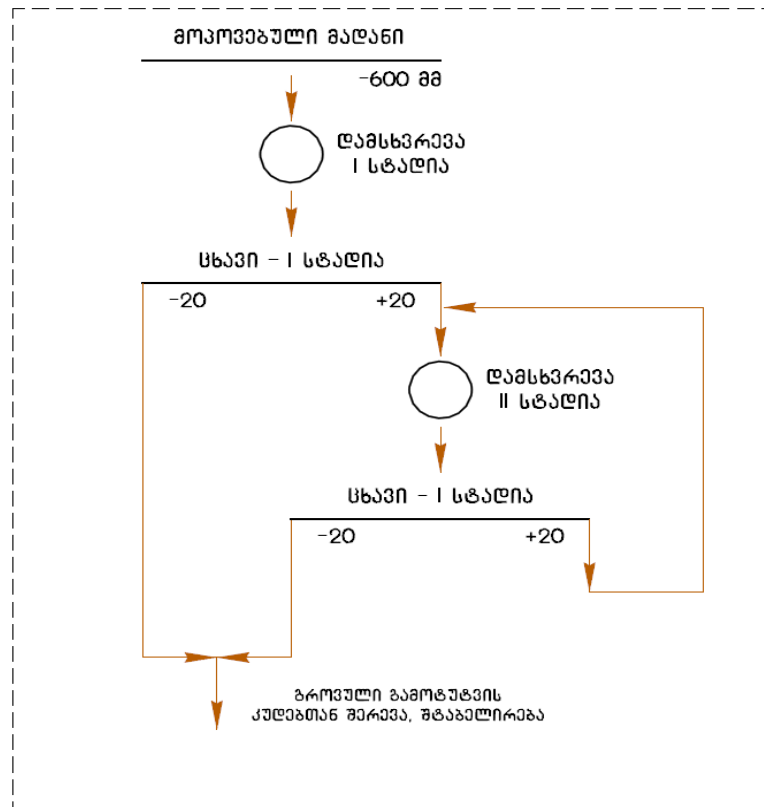 მოპოვებული მადანი
-600 მმ
დამსხვრევა
I სტადია
ცხავი - I სტადია
-20
+20
დამსხვრევა
II სტადია
ცხავი - I სტადია
-20
+20
გროვული გამოტუტვის
კუდებთან შერევა, შტაბელირება